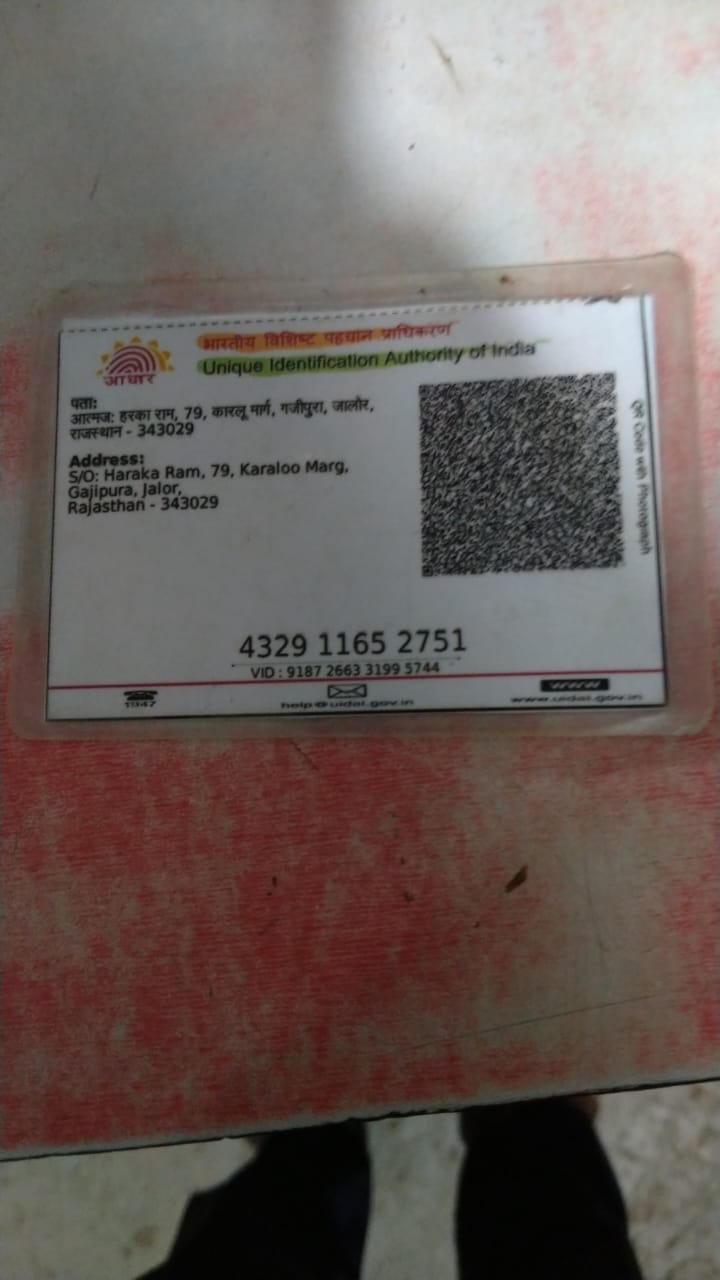 भारतीय विशिष्ट पहचान प्राधिकरण
Unique Identification Authority of India
आधार
पता:
आत्मज: हरका राम, 79, कारलू मार्ग, गजीपुरा, जालोर,
राजस्थान - 343029
Address:
S/O: Haraka Ram, 79, Karaloo Marg,
Gajipura, Jalor,
Rajasthan - 343029
QR Code with Photograph
4329 1165 2751
VID : 9187 2663 3199 5744
1947
help@uidai.gov.in
www
www.uidai.gov.in